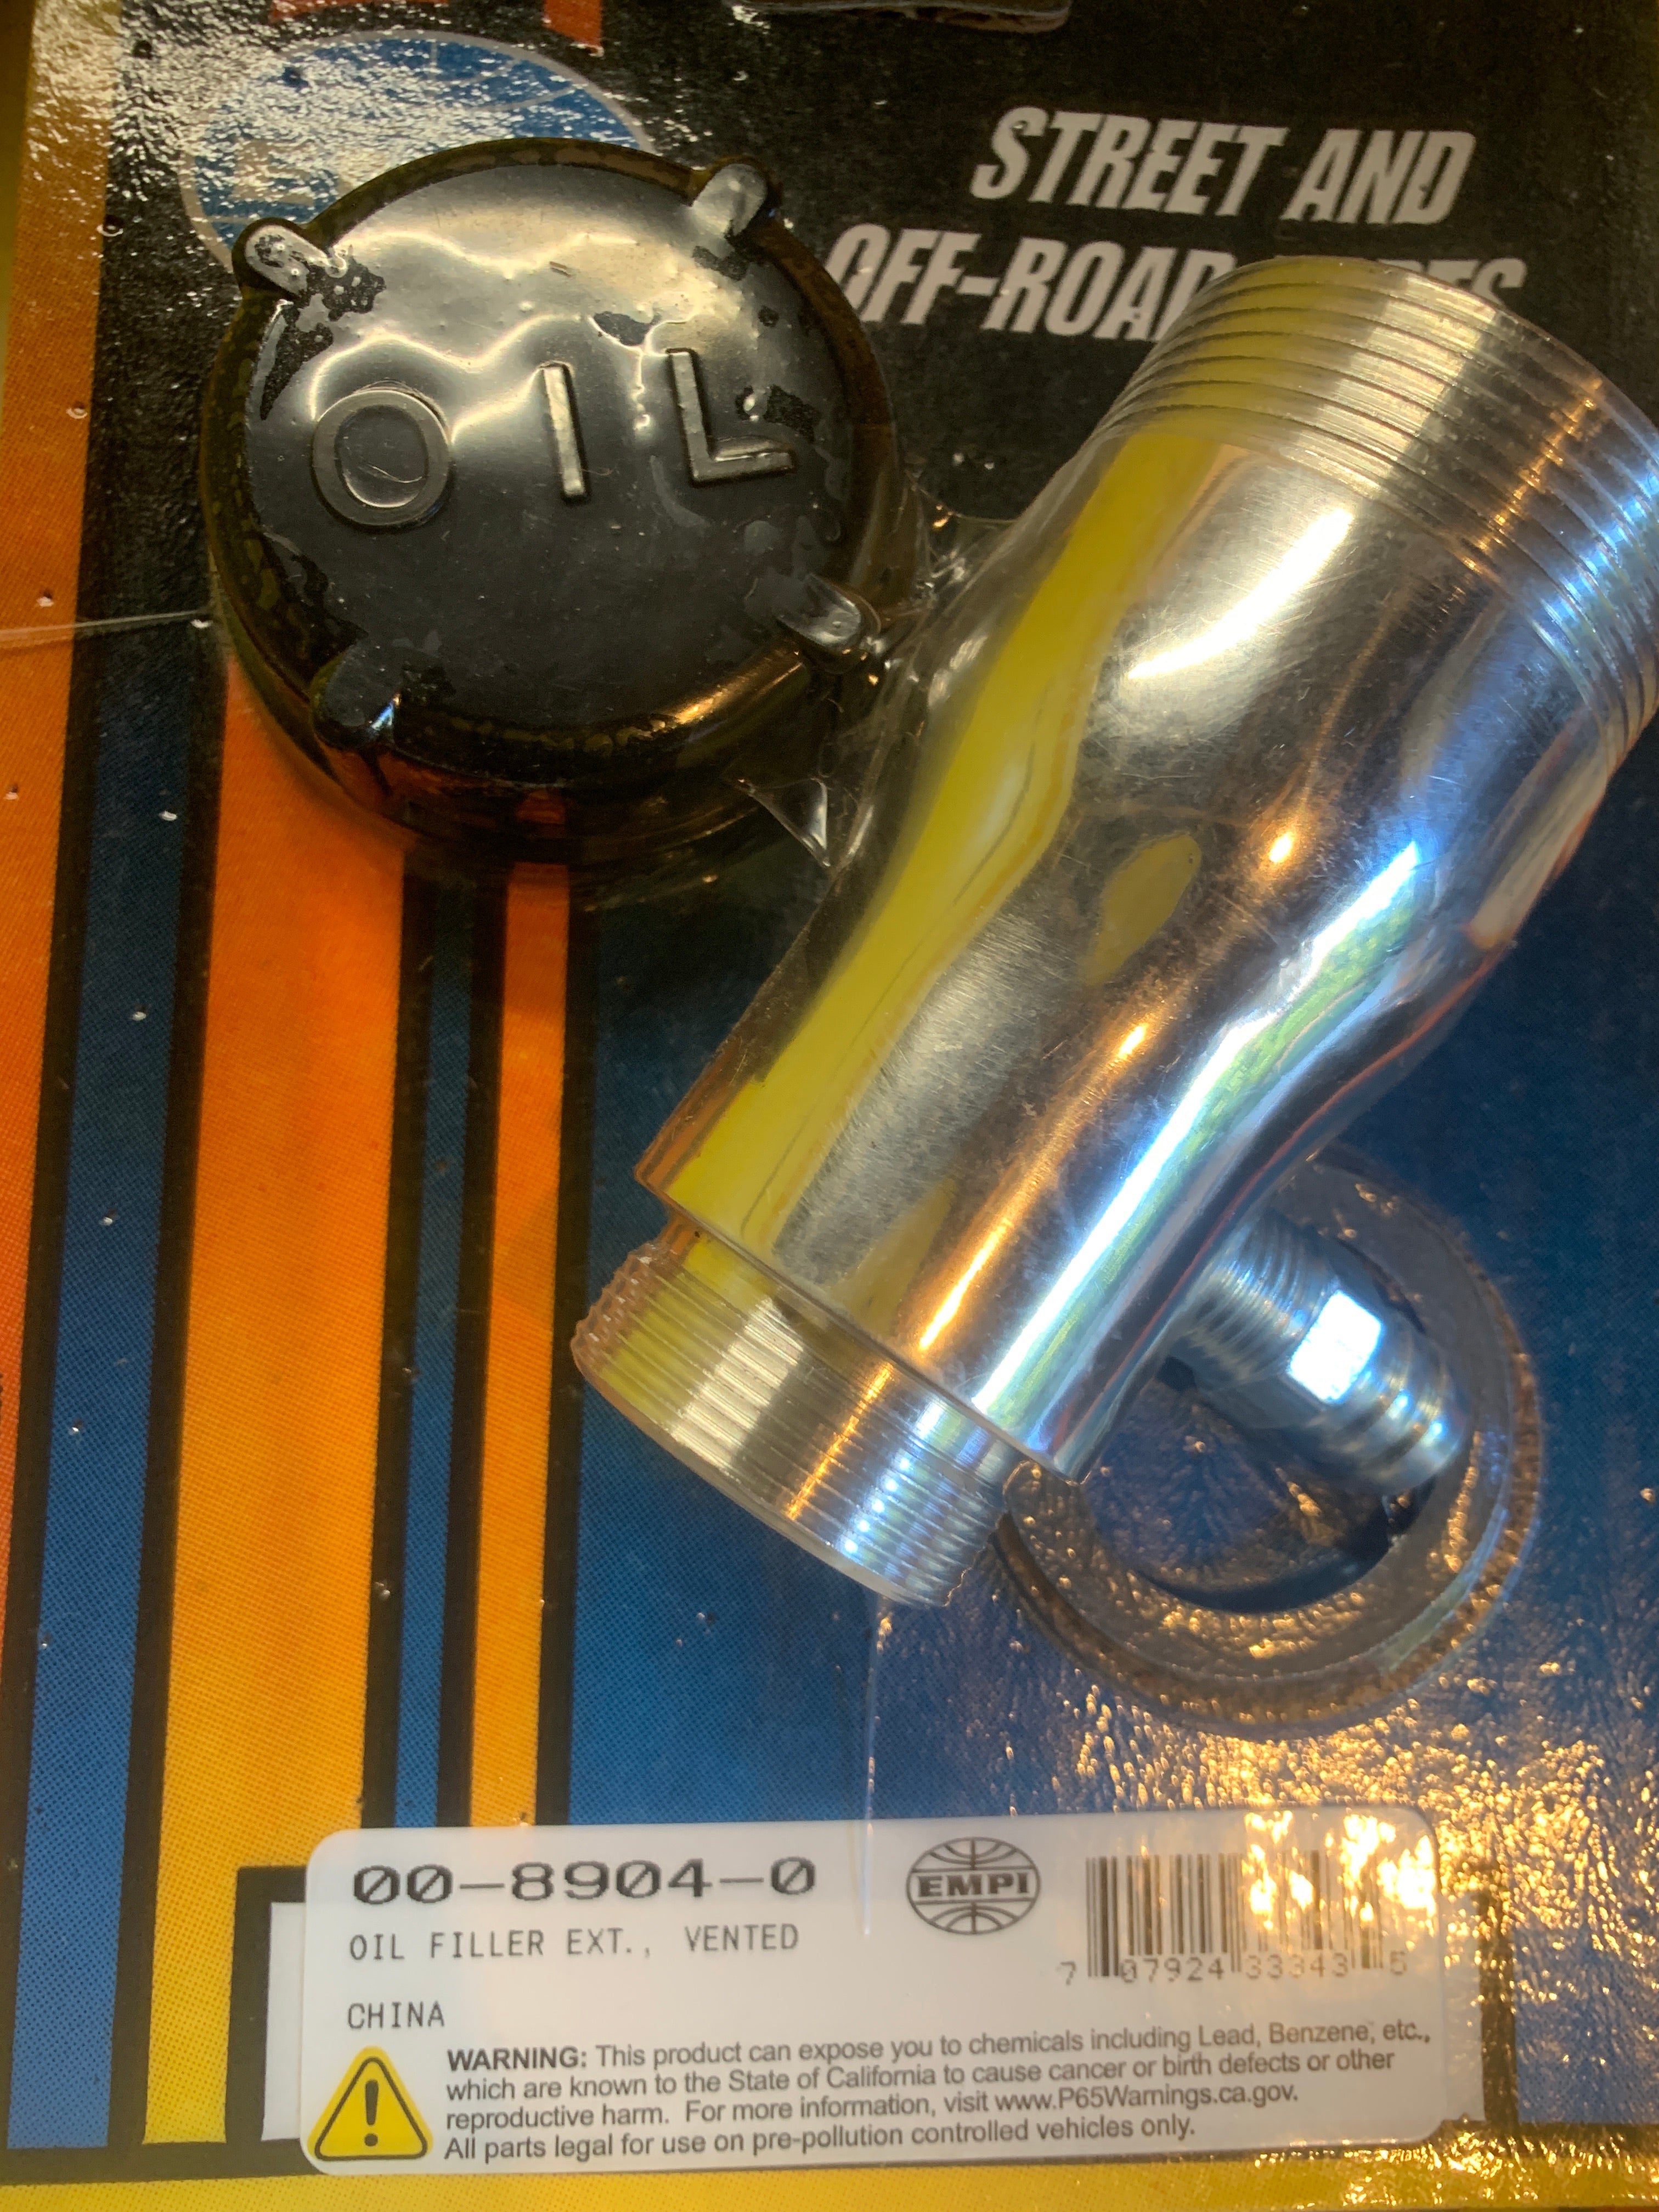 STREET AND
OFF-ROAD PARTS
OIL
00-8904-0
EMPI
OIL FILLER EXT., VENTED
7 07924 33343 5
CHINA
WARNING: This product can expose you to chemicals including Lead, Benzene, etc.,
which are known to the State of California to cause cancer or birth defects or other
reproductive harm. For more information, visit www.P65Warnings.ca.gov.
All parts legal for use on pre-pollution controlled vehicles only.